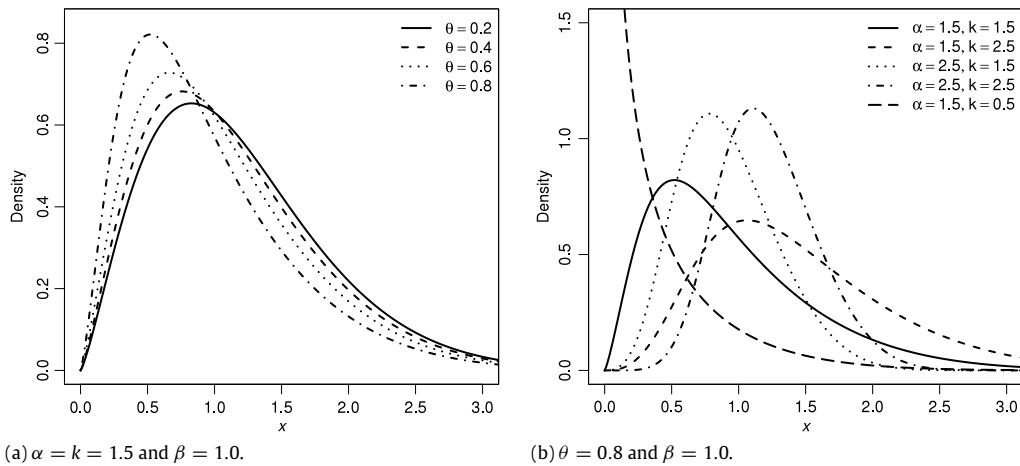 Density
0.0
0.2
0.4
0.6
0.8
θ = 0.2
θ = 0.4
θ = 0.6
θ = 0.8
0.0 0.5 1.0 1.5 2.0 2.5 3.0
x
(a) α = k = 1.5 and β = 1.0.
Density
0.0
0.5
1.0
1.5
α = 1.5, k = 1.5
α = 1.5, k = 2.5
α = 2.5, k = 1.5
α = 2.5, k = 2.5
α = 1.5, k = 0.5
0.0 0.5 1.0 1.5 2.0 2.5 3.0
x
(b) θ = 0.8 and β = 1.0.